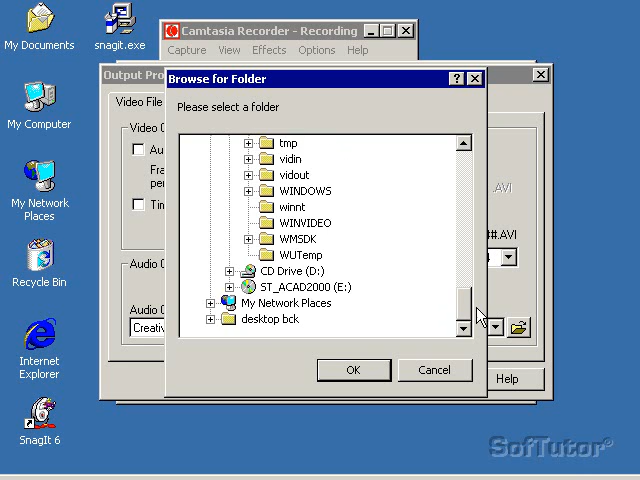 My Documents
snagit.exe
Camtasia Recorder - Recording
Capture View Effects Options Help
Output Pro
Browse for Folder
Please select a folder
Video File
Video O
Au
Fra
per
Tin
.AVI
##.AVI
Audio O
Audio O
Creativ
Help
tmp
vidin
vidout
WINDOWS
winnt
WINVIDEO
WMSDK
WUTemp
CD Drive (D:)
ST_ACAD2000 (E:)
My Network Places
desktop bck
OK Cancel
My Computer
My Network
Places
Recycle Bin
Internet
Explorer
SnagIt 6
SofTutor®